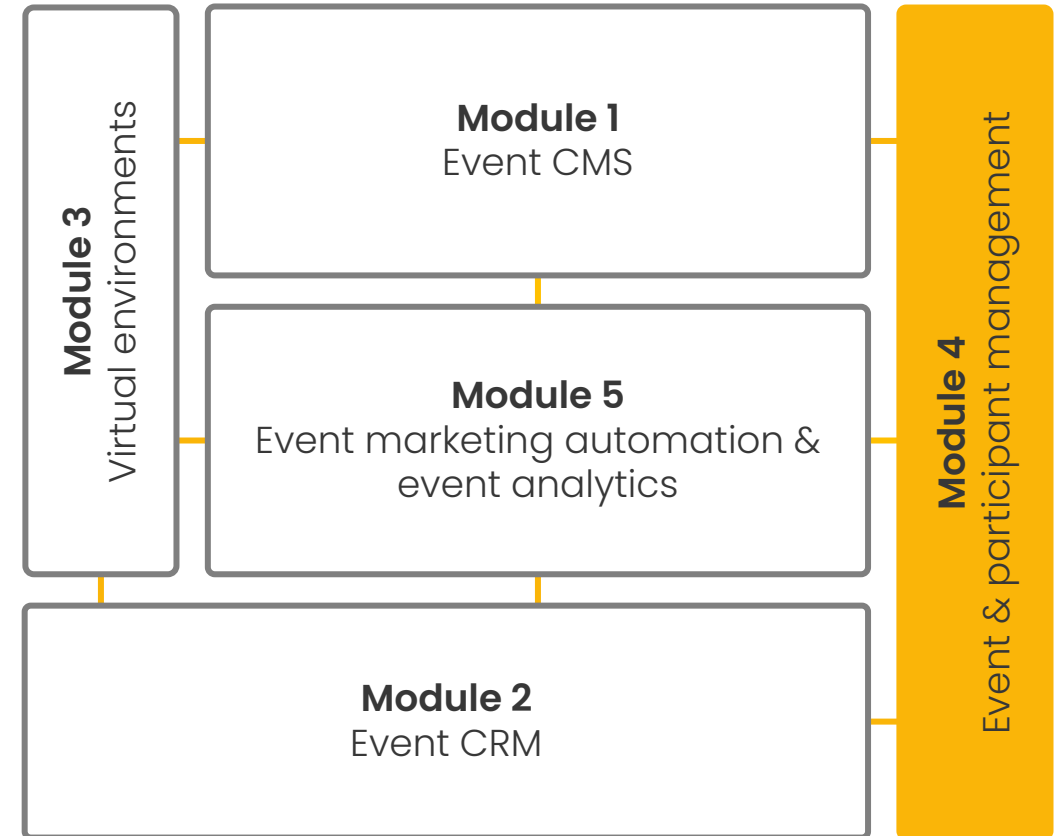 Module 3
Virtual environments
Module 1
Event CMS
Module 5
Event marketing automation &
event analytics
Module 2
Event CRM
Module 4
Event & participant management